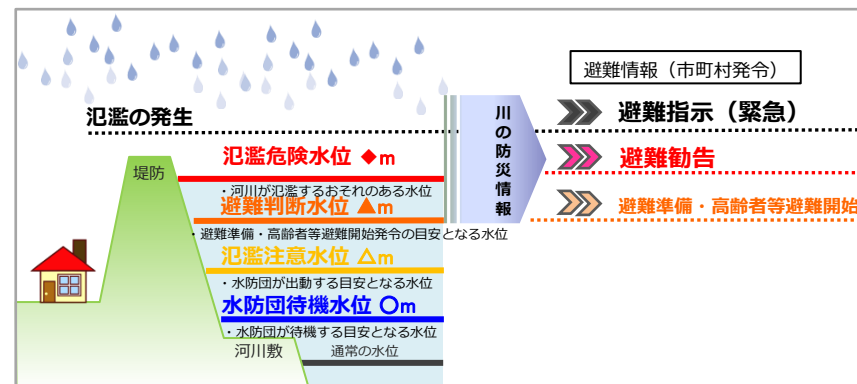 避難情報（市町村発令）
氾濫の発生
避難指示（緊急）
川の防災情報
氾濫危険水位 ◆m
避難勧告
堤防
・河川が氾濫するおそれのある水位
避難判断水位 ▲m
避難準備・高齢者等避難開始
・避難準備・高齢者等避難開始発令の目安となる水位
氾濫注意水位 △m
・水防団が出動する目安となる水位
水防団待機水位 〇m
・水防団が待機する目安となる水位
河川敷
通常の水位